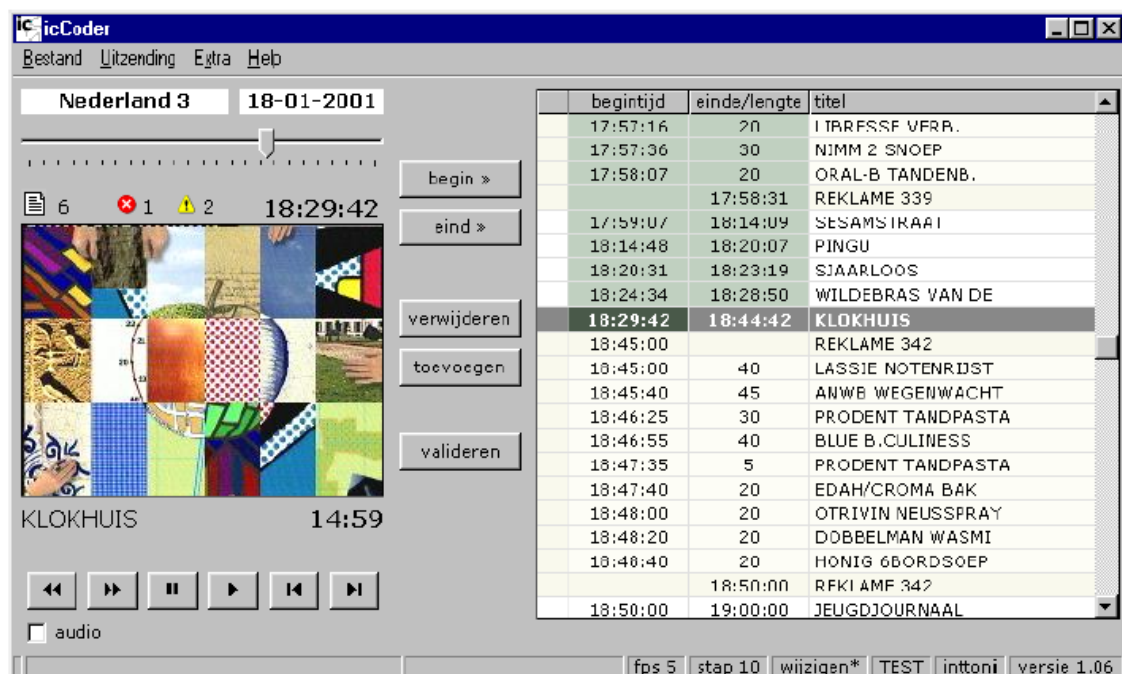 icCoder
Bestand Uitzending Extra Help
Nederland 3 18-01-2001
6 1 2 18:29:42
KLOKHUIS 14:59
audio
begin »
eind »
verwijderen
toevoegen
valideren
begintijd einde/lengte titel
17:57:16 20 LIBRESSE VERB.
17:57:36 30 NIMM 2 SNOEP
17:58:07 20 ORAL-B TANDENB.
17:58:31 REKLAME 339
17:59:07 18:14:09 SESAMSTRAAT
18:14:48 18:20:07 PINGU
18:20:31 18:23:19 SJAARLOOS
18:24:34 18:28:50 WILDEBRAS VAN DE
18:29:42 18:44:42 KLOKHUIS
18:45:00 REKLAME 342
18:45:00 40 LASSIE NOTENRIJST
18:45:40 45 ANWB WEGENWACHT
18:46:25 30 PRODENT TANDPASTA
18:46:55 40 BLUE B.CULINESS
18:47:35 5 PRODENT TANDPASTA
18:47:40 20 EDAH/CROMA BAK
18:48:00 20 OTRIVIN NEUSSPRAY
18:48:20 20 DOBBELMAN WASMI
18:48:40 20 HONIG 6BORDSOEP
18:50:00 REKLAME 342
18:50:00 19:00:00 JEUGDJOURNAAL
fps 5 stap 10 wijzigen* TEST inttoni versie 1.06